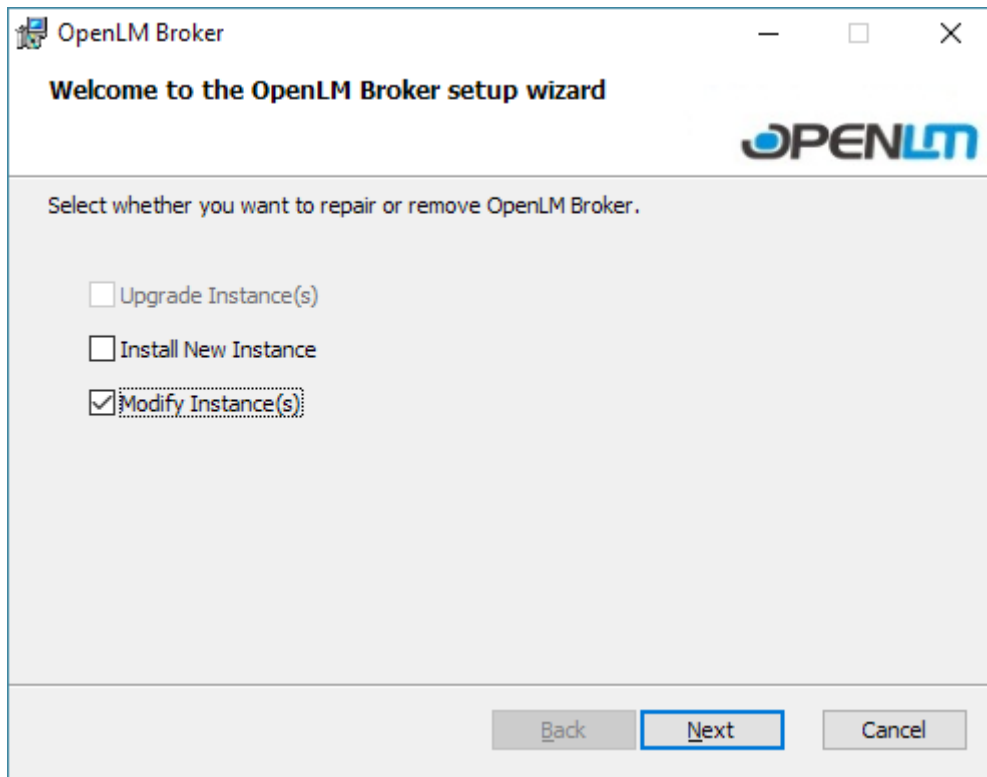 OpenLM Broker
Welcome to the OpenLM Broker setup wizard
OPENLM
Select whether you want to repair or remove OpenLM Broker.
Upgrade Instance(s)
Install New Instance
Modify Instance(s)
Back Next Cancel